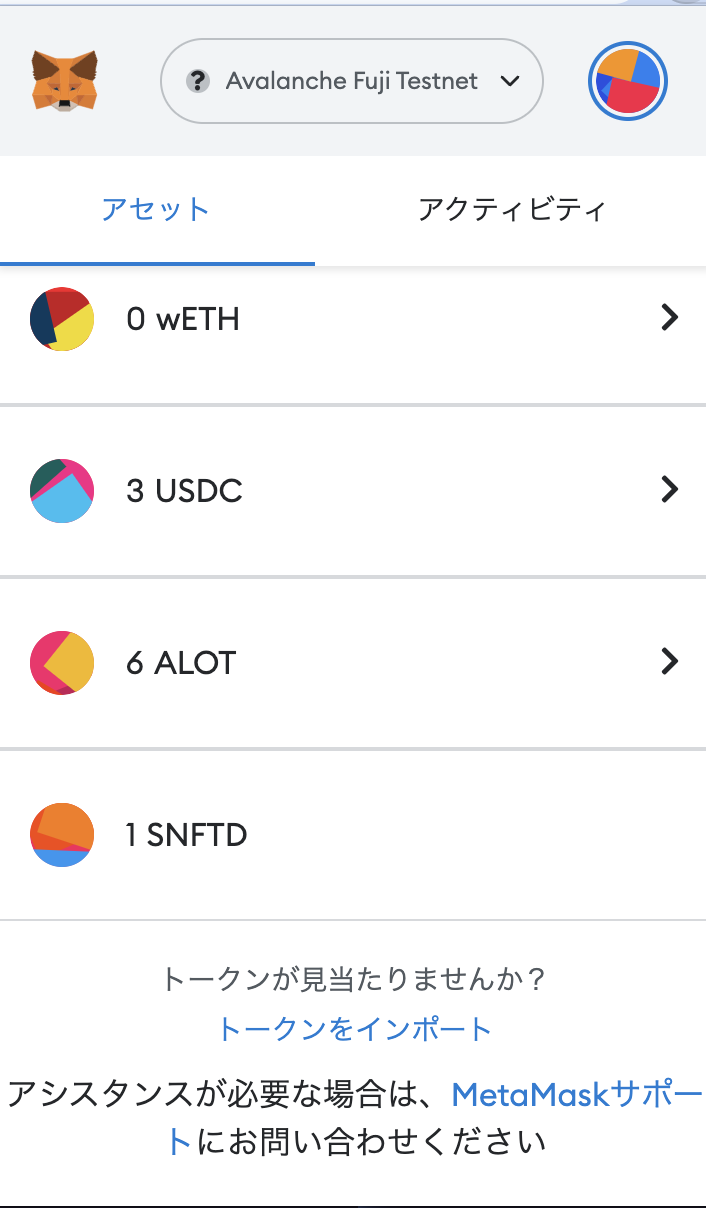 Avalanche Fuji Testnet
アセット
アクティビティ
0 wETH
3 USDC
6 ALOT
1 SNFTD
トークンが見当たりませんか？
トークンをインポート
アシスタンスが必要な場合は、MetaMaskサポー
トにお問い合わせください